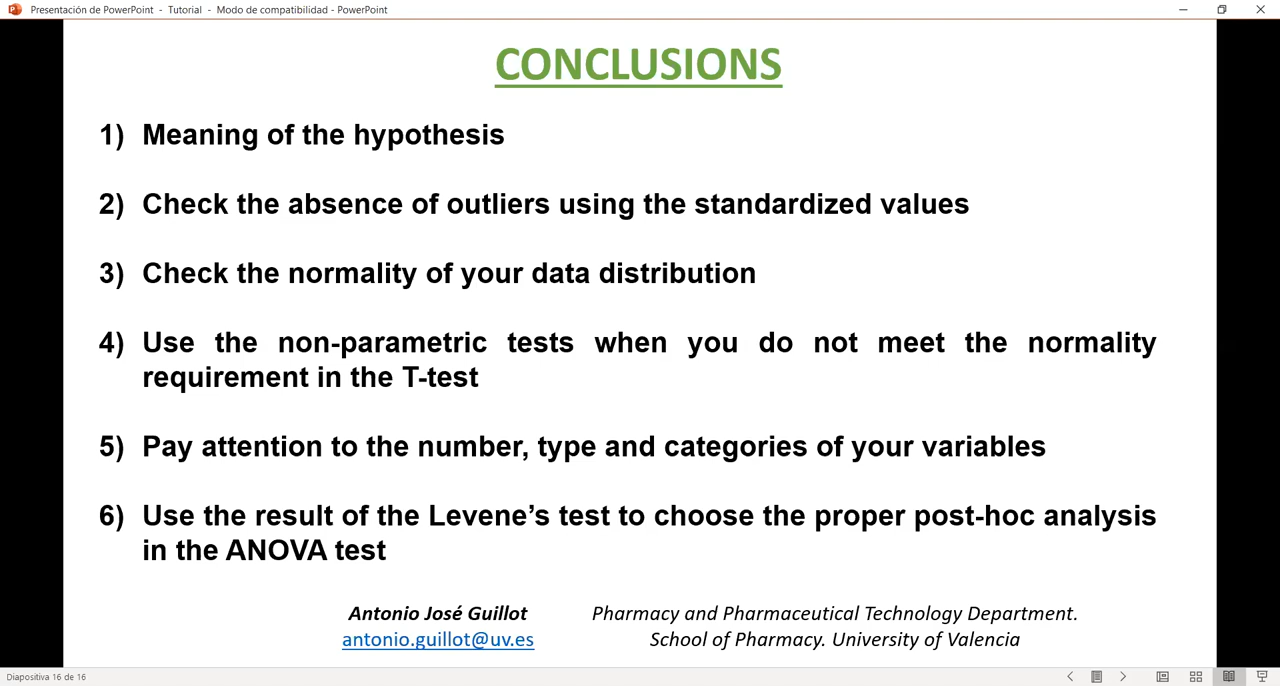 Presentación de PowerPoint - Tutorial - Modo de compatibilidad - PowerPoint
CONCLUSIONS
1) Meaning of the hypothesis
2) Check the absence of outliers using the standardized values
3) Check the normality of your data distribution
4) Use the non-parametric tests when you do not meet the normality
requirement in the T-test
5) Pay attention to the number, type and categories of your variables
6) Use the result of the Levene’s test to choose the proper post-hoc analysis
in the ANOVA test
Antonio José Guillot Pharmacy and Pharmaceutical Technology Department.
antonio.guillot@uv.es School of Pharmacy. University of Valencia
Diapositiva 16 de 16